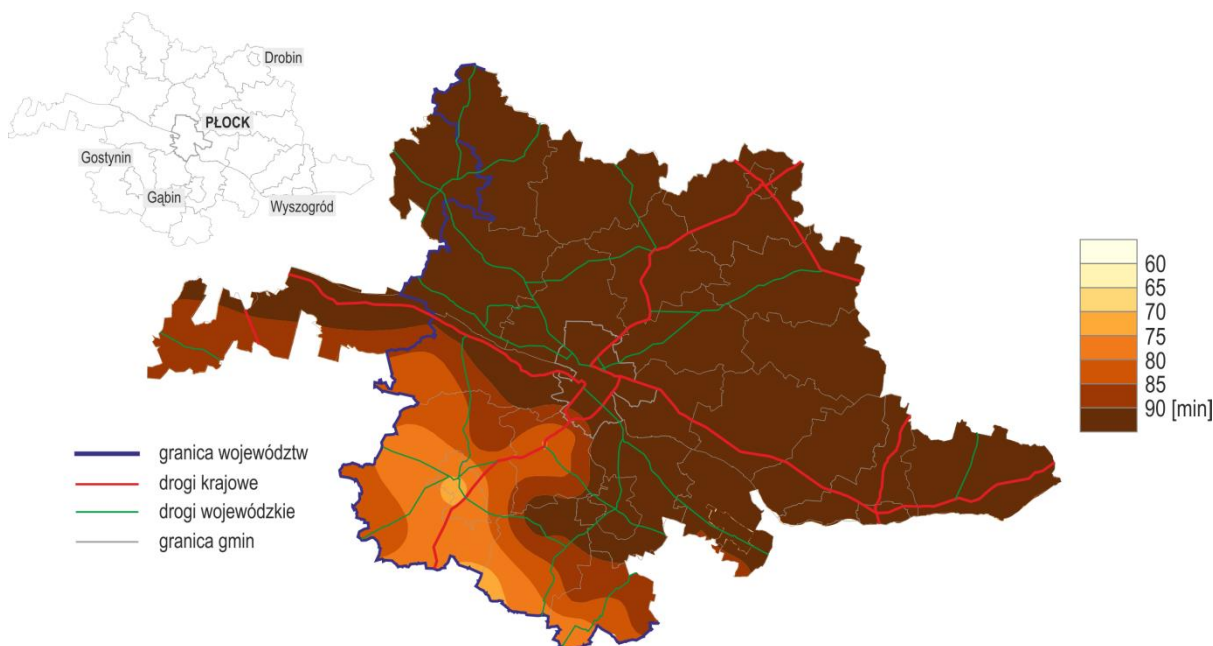 Drobin
PŁOCK
Gostynin
Gąbin
Wyszogród
60
65
70
75
80
85
90 [min]
granica województw
drogi krajowe
drogi wojewódzkie
granica gmin